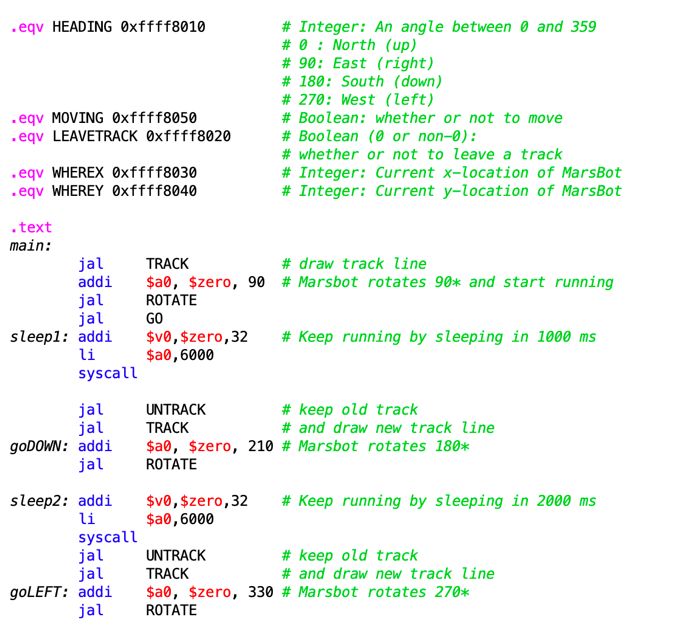 .eqv HEADING 0xffff8010 # Integer: An angle between 0 and 359
# 0 : North (up)
# 90: East (right)
# 180: South (down)
# 270: West (left)
.eqv MOVING 0xffff8050 # Boolean: whether or not to move
.eqv LEAVETRACK 0xffff8020 # Boolean (0 or non-0):
# whether or not to leave a track
.eqv WHEREX 0xffff8030 # Integer: Current x-location of MarsBot
.eqv WHEREY 0xffff8040 # Integer: Current y-location of MarsBot
.text
main:
jal TRACK # draw track line
addi $a0, $zero, 90 # Marsbot rotates 90* and start running
jal ROTATE
jal GO
sleep1: addi $v0,$zero,32 # Keep running by sleeping in 1000 ms
li $a0,6000
syscall
jal UNTRACK # keep old track
jal TRACK # and draw new track line
goDOWN: addi $a0, $zero, 210 # Marsbot rotates 180*
jal ROTATE
sleep2: addi $v0,$zero,32 # Keep running by sleeping in 2000 ms
li $a0,6000
syscall
jal UNTRACK # keep old track
jal TRACK # and draw new track line
goLEFT: addi $a0, $zero, 330 # Marsbot rotates 270*
jal ROTATE